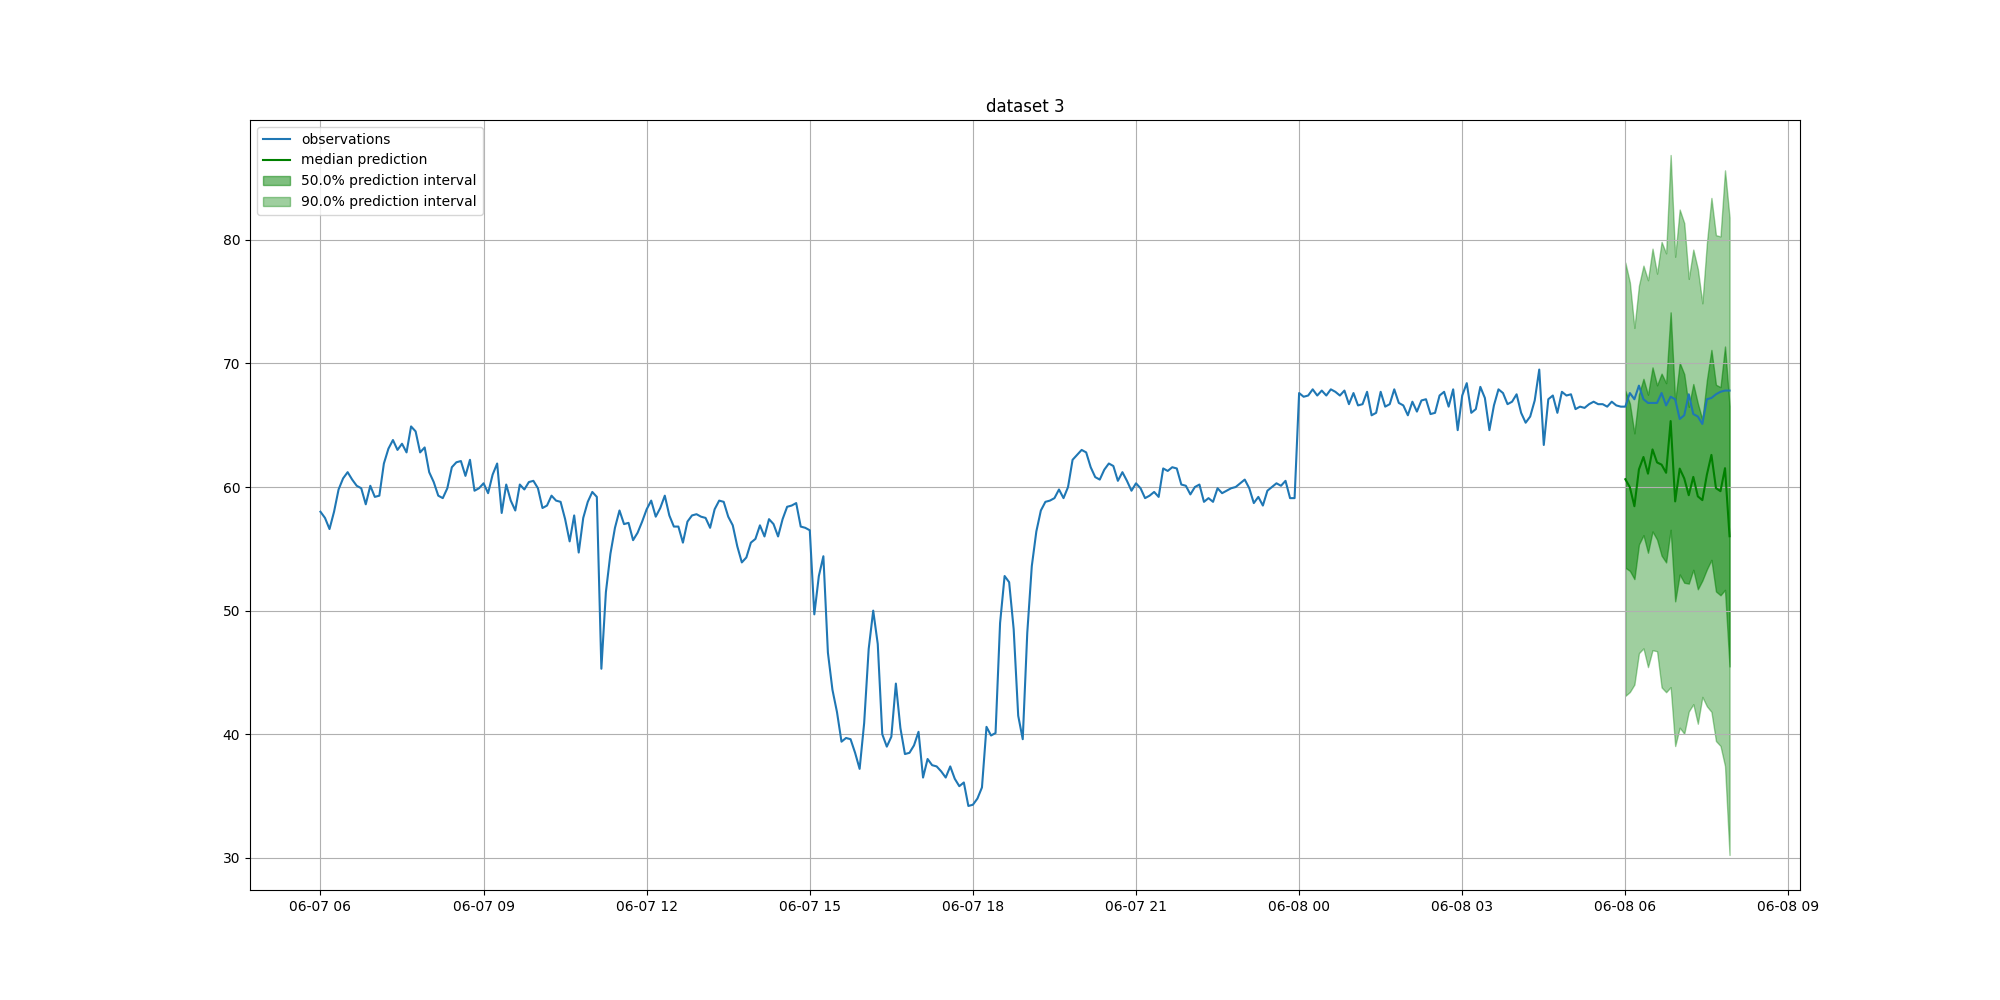 dataset 3
observations
median prediction
50.0% prediction interval
90.0% prediction interval
80
70
60
50
40
30
06-07 06 06-07 09 06-07 12 06-07 15 06-07 18 06-07 21 06-08 00 06-08 03 06-08 06 06-08 09